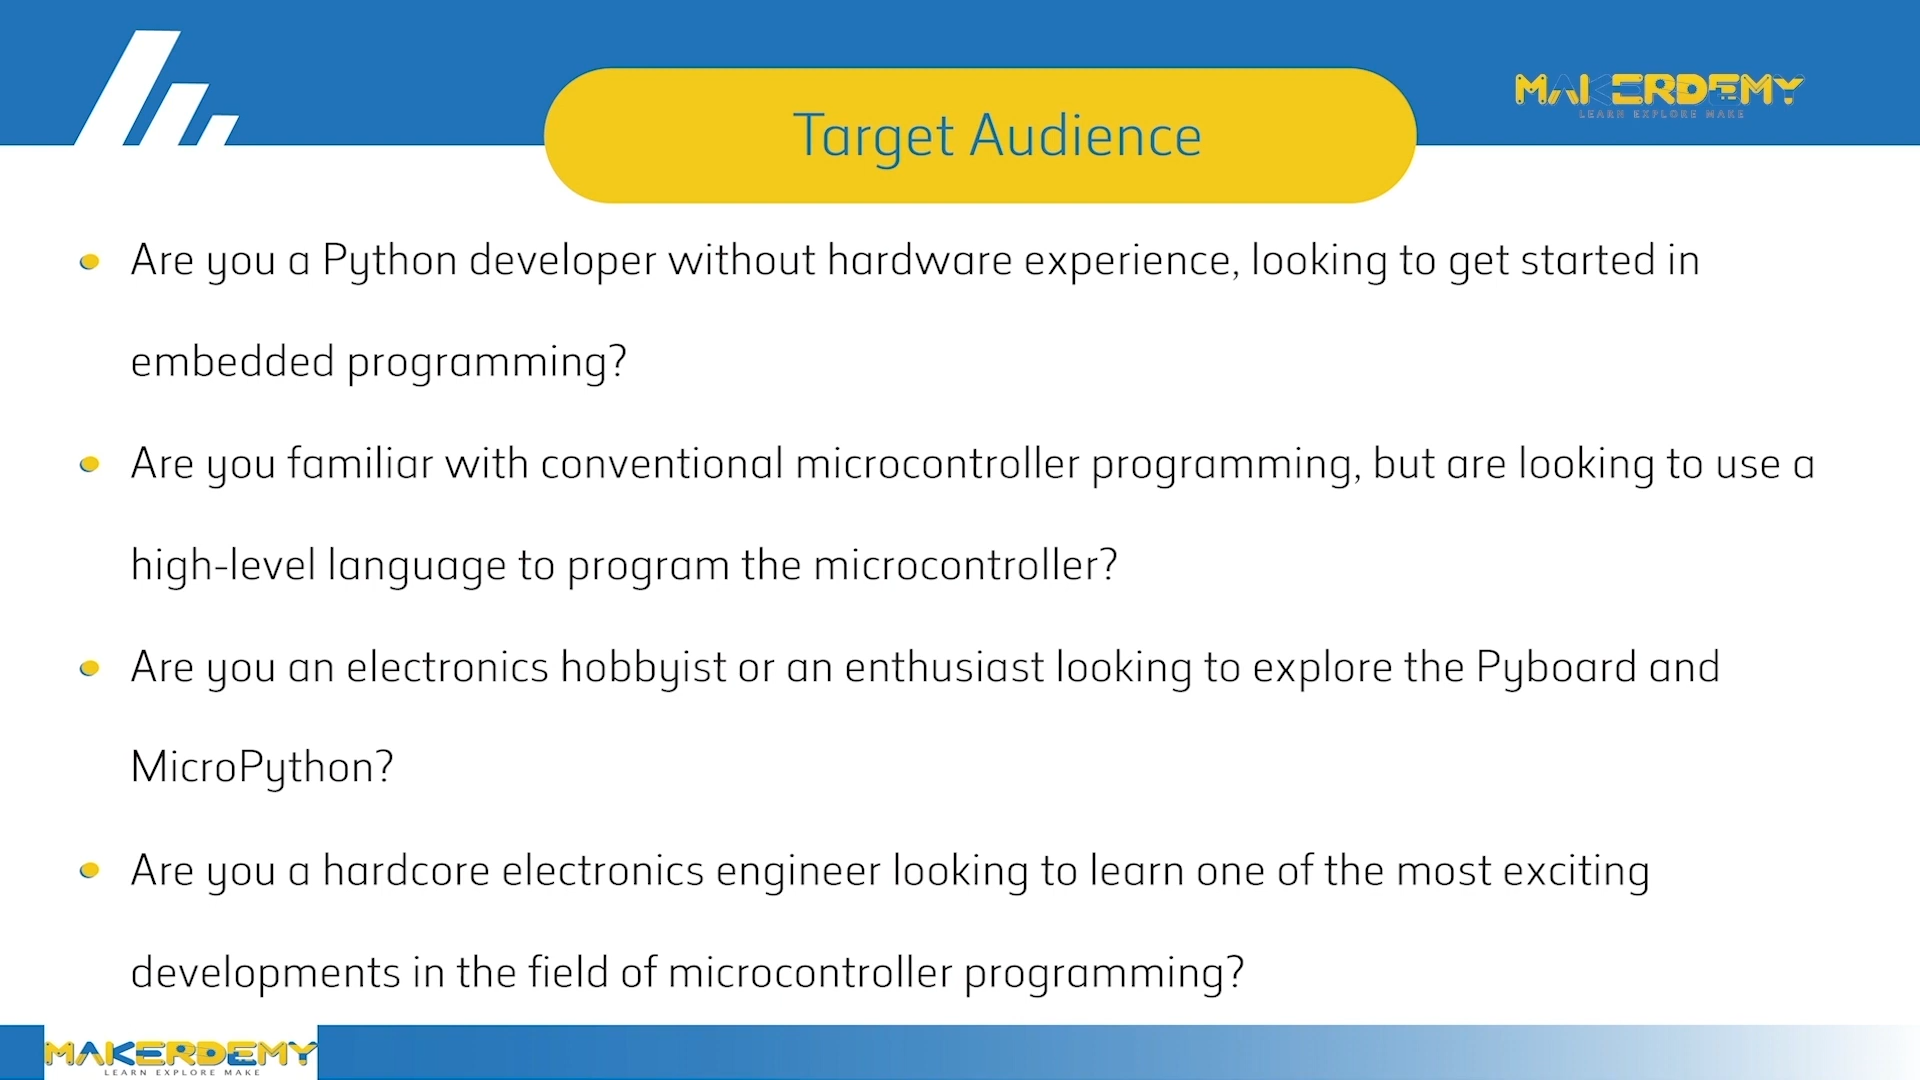 MAKERDEMY
LEARN EXPLORE MAKE
Target Audience
Are you a Python developer without hardware experience, looking to get started in
embedded programming?
Are you familiar with conventional microcontroller programming, but are looking to use a
high-level language to program the microcontroller?
Are you an electronics hobbyist or an enthusiast looking to explore the Pyboard and
MicroPython?
Are you a hardcore electronics engineer looking to learn one of the most exciting
developments in the field of microcontroller programming?
MAKERDEMY
LEARN EXPLORE MAKE